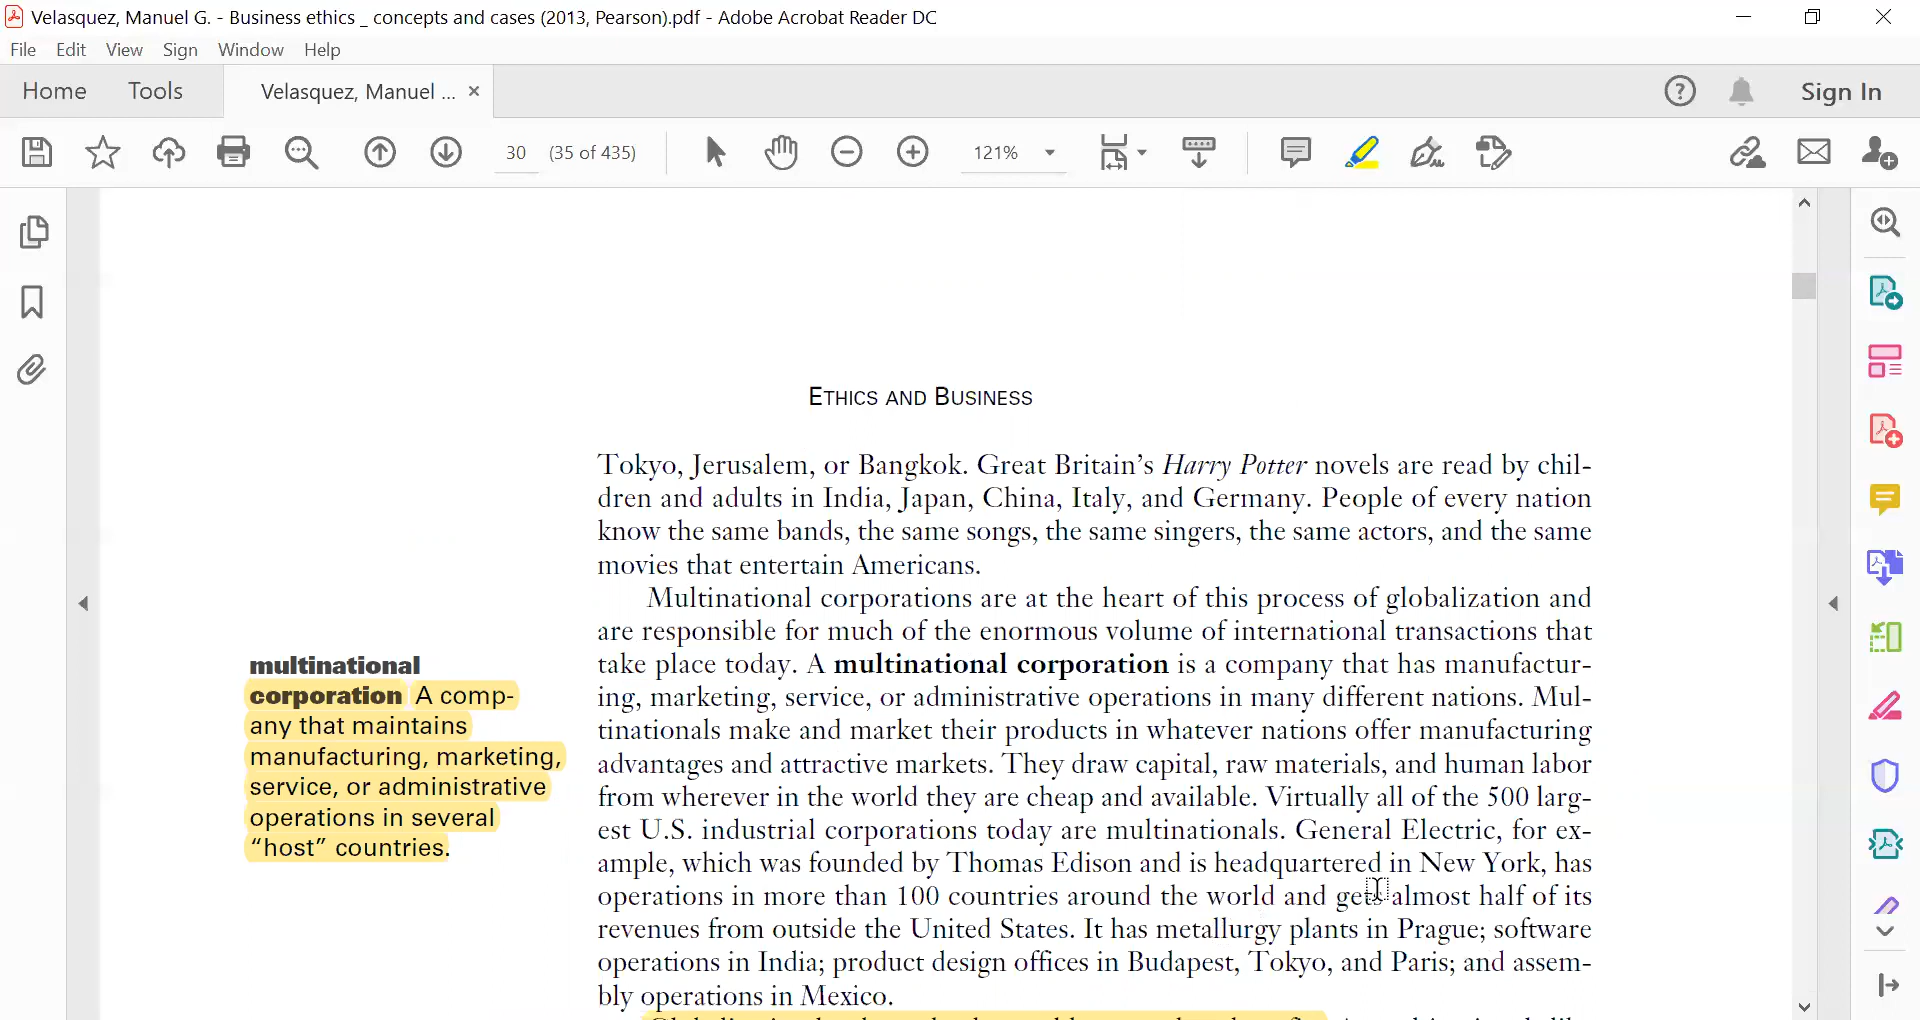 Velasquez, Manuel G. - Business ethics _ concepts and cases (2013, Pearson).pdf - Adobe Acrobat Reader DC
File Edit View Sign Window Help
Home Tools Velasquez, Manuel ... × Sign In
30 (35 of 435) 121%
ETHICS AND BUSINESS
Tokyo, Jerusalem, or Bangkok. Great Britain's Harry Potter novels are read by chil-
dren and adults in India, Japan, China, Italy, and Germany. People of every nation
know the same bands, the same songs, the same singers, the same actors, and the same
movies that entertain Americans.
Multinational corporations are at the heart of this process of globalization and
are responsible for much of the enormous volume of international transactions that
take place today. A multinational corporation is a company that has manufactur-
ing, marketing, service, or administrative operations in many different nations. Mul-
tinationals make and market their products in whatever nations offer manufacturing
advantages and attractive markets. They draw capital, raw materials, and human labor
from wherever in the world they are cheap and available. Virtually all of the 500 larg-
est U.S. industrial corporations today are multinationals. General Electric, for ex-
ample, which was founded by Thomas Edison and is headquartered in New York, has
operations in more than 100 countries around the world and gets almost half of its
revenues from outside the United States. It has metallurgy plants in Prague; software
operations in India; product design offices in Budapest, Tokyo, and Paris; and assem-
bly operations in Mexico.
multinational
corporation A comp-
any that maintains
manufacturing, marketing,
service, or administrative
operations in several
"host" countries.